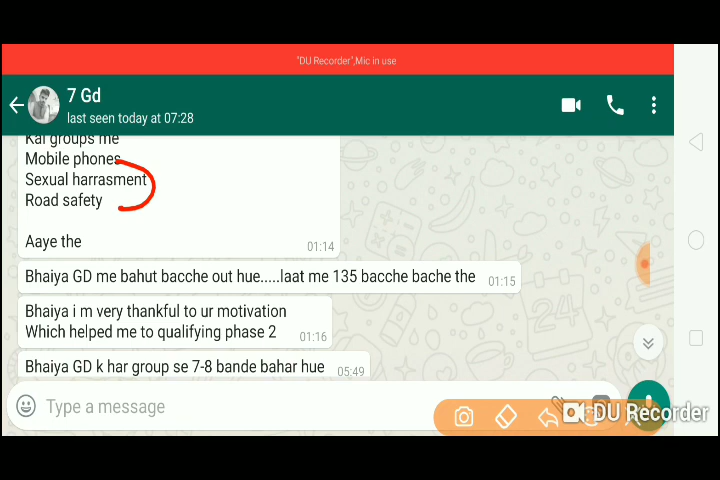 "DU Recorder",Mic in use
7 Gd
last seen today at 07:28
Kal groups me
Mobile phones
Sexual harrasment
Road safety
Aaye the
01:14
Bhaiya GD me bahut bacche out hue.....laat me 135 bacche bache the 01:15
Bhaiya i m very thankful to ur motivation
Which helped me to qualifying phase 2
01:16
Bhaiya GD k har group se 7-8 bande bahar hue 05:49
Type a message
DU Recorder